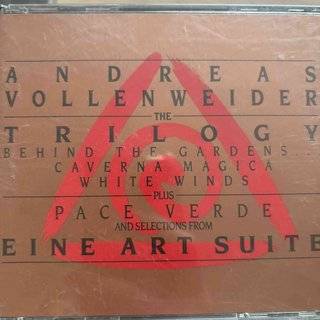 ANDREAS
VOLLENWEIDER
THE
TRILOGY
BEHIND THE GARDENS
CAVERNA MAGICA
WHITE WINDS
PLUS
PACE VERDE
AND SELECTIONS FROM
EINE ART SUITE